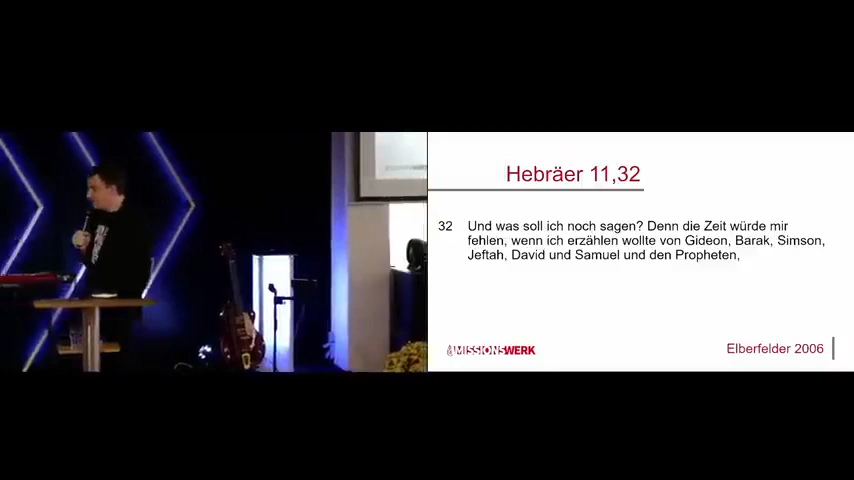 Hebräer 11,32
32 Und was soll ich noch sagen? Denn die Zeit würde mir
fehlen, wenn ich erzählen wollte von Gideon, Barak, Simson,
Jeftah, David und Samuel und den Propheten,
MISSIONSWERK
Elberfelder 2006